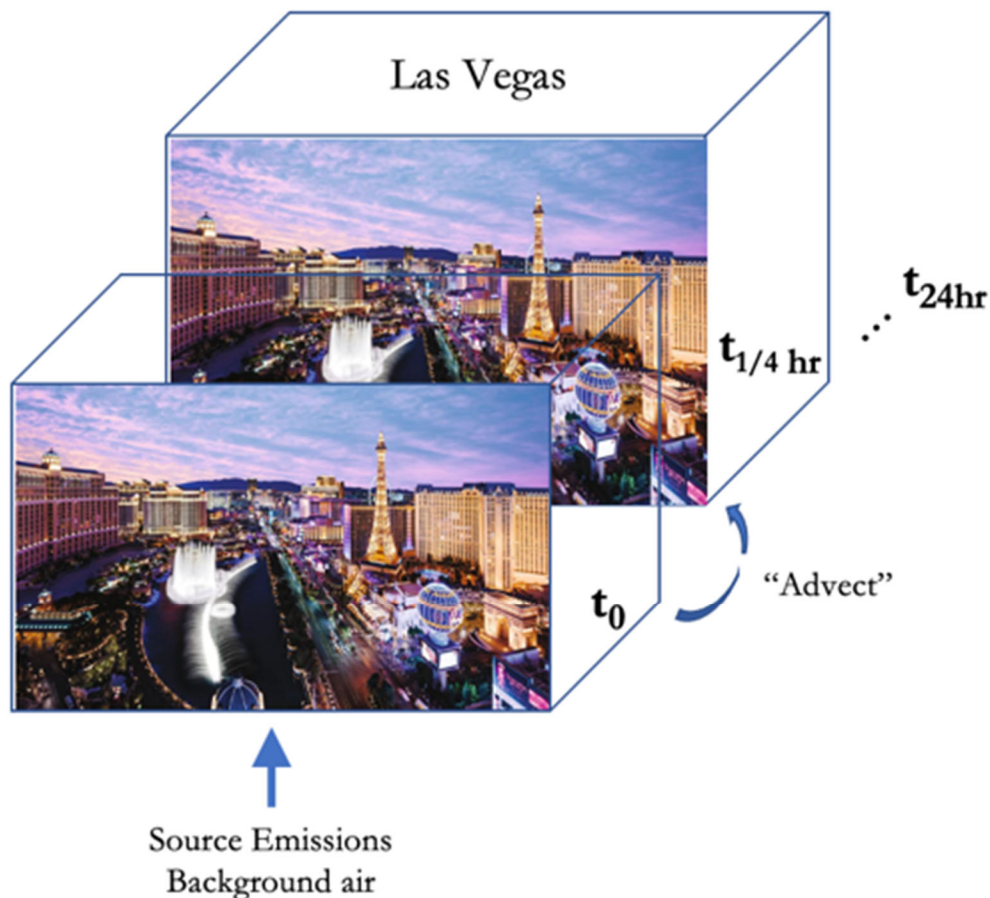 Las Vegas
t24hr
t1/4 hr
“Advect”
t0
Source Emissions
Background air